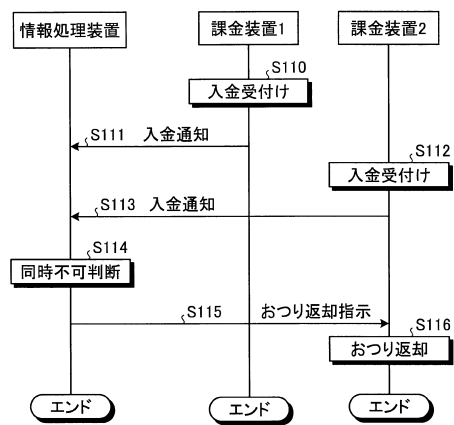 情報処理装置
課金装置1
課金装置2
S110
入金受付け
S111 入金通知
S112
入金受付け
S113 入金通知
S114
同時不可判断
S115 おつり返却指示
S116
おつり返却
エンド
エンド
エンド